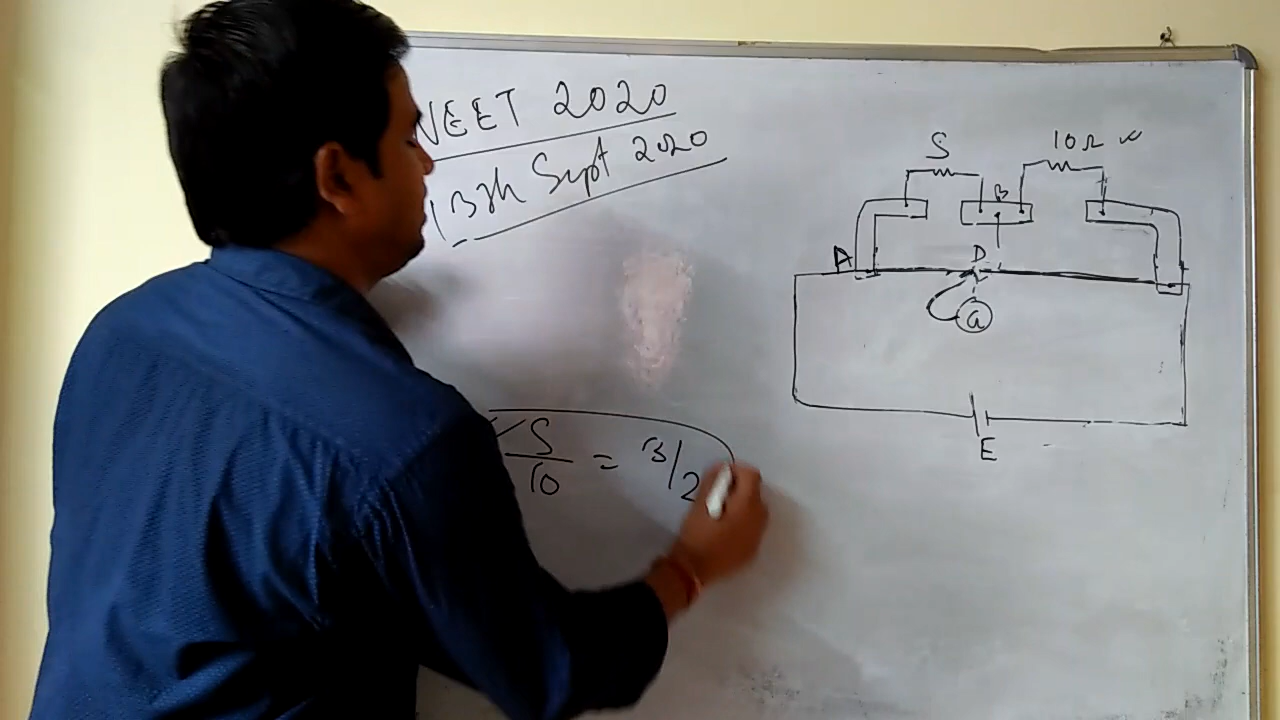 NEET 2020
13th Sept 2020
S 10Ω
B
A D
G
E
S/10 = 3/2